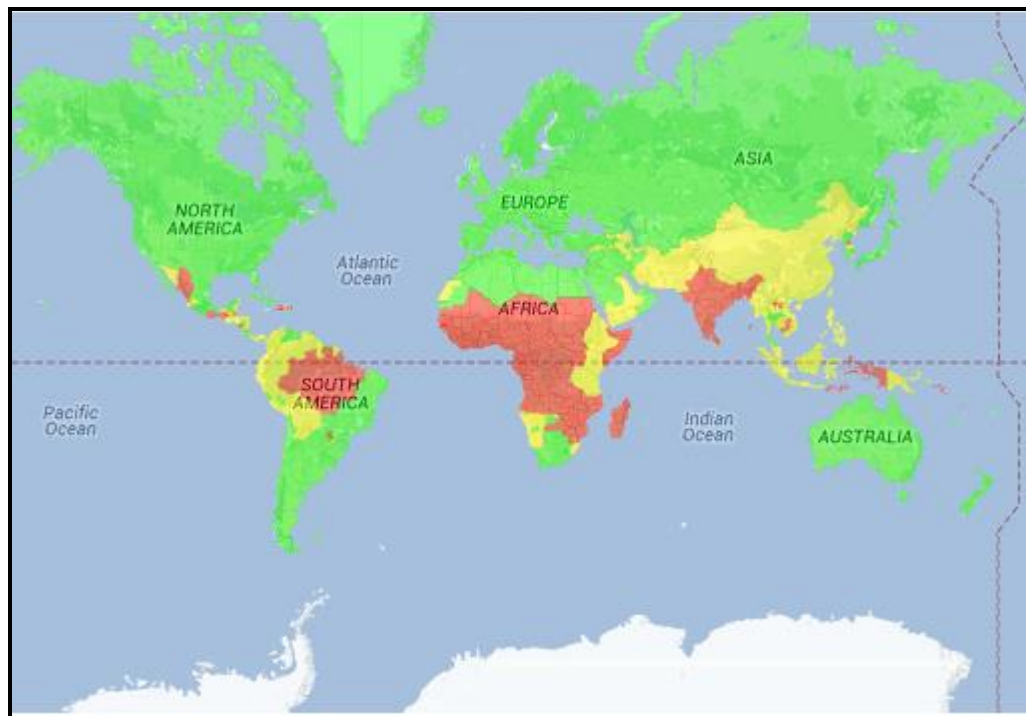 ASIA
EUROPE
NORTH
AMERICA
Atlantic
Ocean
AFRICA
SOUTH
AMERICA
Pacific
Ocean
Indian
Ocean
AUSTRALIA